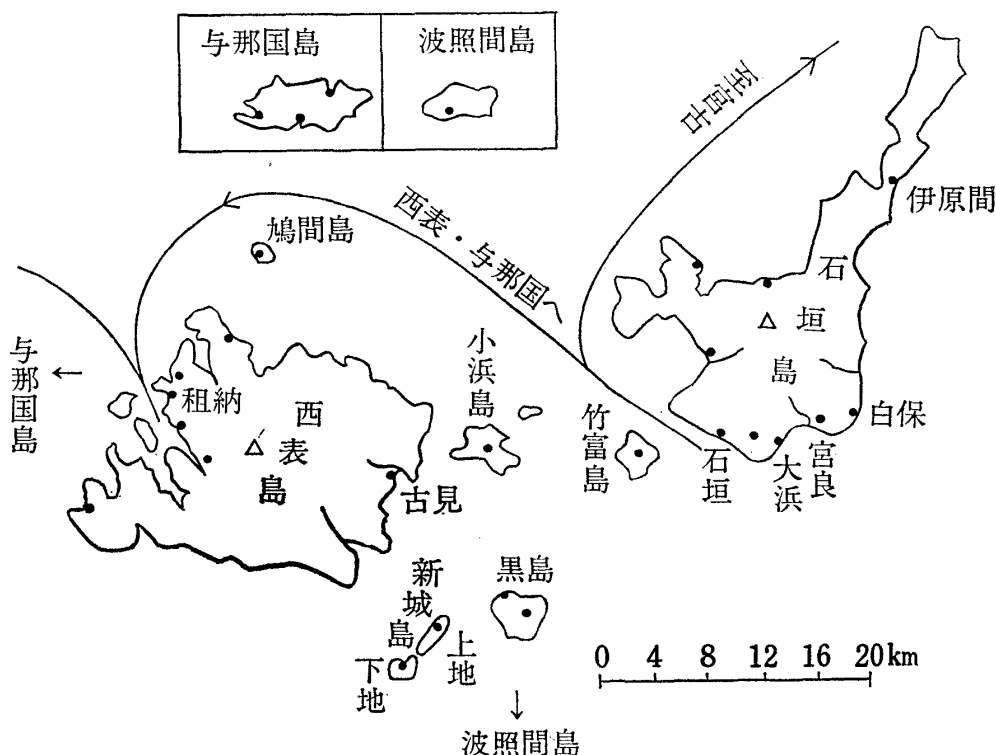 与那国島
波照間島
至宮古
西表・与那国へ
鳩間島
伊原間
石垣島
小浜島
与那国島
←
租納
西表島
竹富島
白保
宮良
大浜
石垣
古見
新城島
黒島
上地
下地
0 4 8 12 16 20km
↓
波照間島